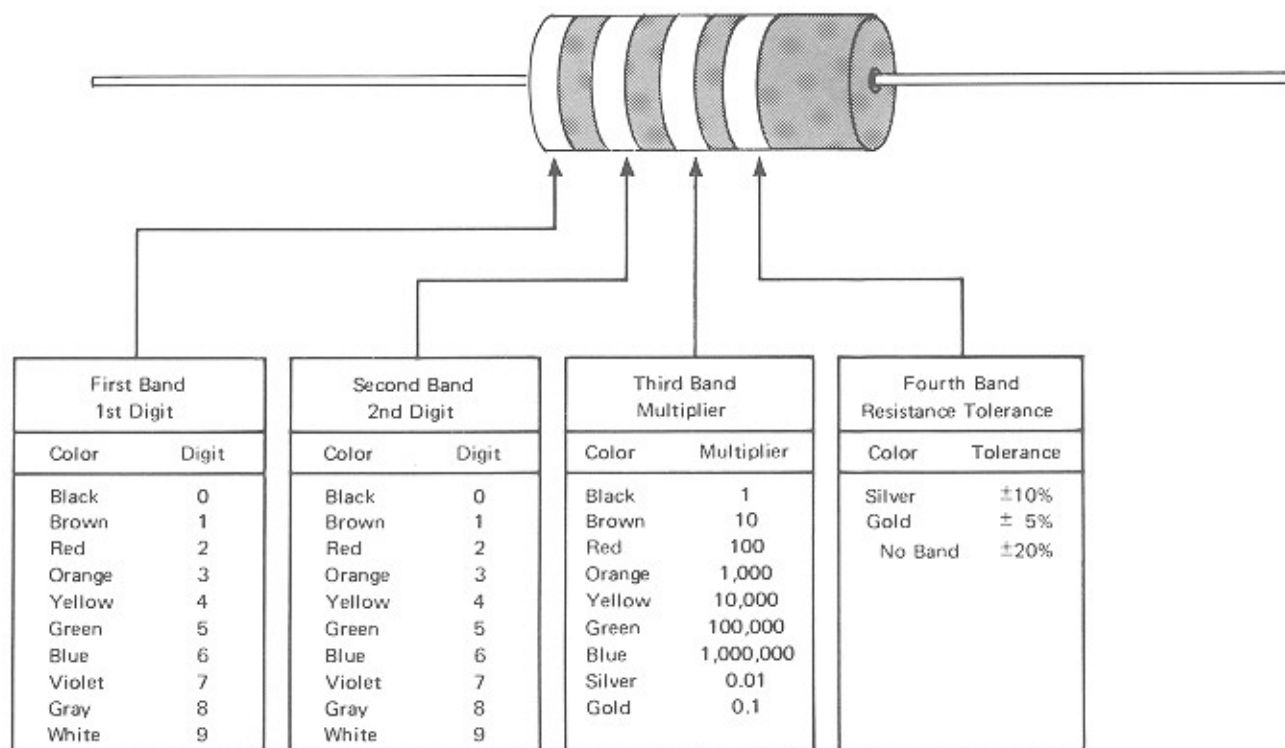 First Band
1st Digit
Color Digit
Black 0
Brown 1
Red 2
Orange 3
Yellow 4
Green 5
Blue 6
Violet 7
Gray 8
White 9
Second Band
2nd Digit
Color Digit
Black 0
Brown 1
Red 2
Orange 3
Yellow 4
Green 5
Blue 6
Violet 7
Gray 8
White 9
Third Band
Multiplier
Color Multiplier
Black 1
Brown 10
Red 100
Orange 1,000
Yellow 10,000
Green 100,000
Blue 1,000,000
Silver 0.01
Gold 0.1
Fourth Band
Resistance Tolerance
Color Tolerance
Silver ±10%
Gold ± 5%
No Band ±20%